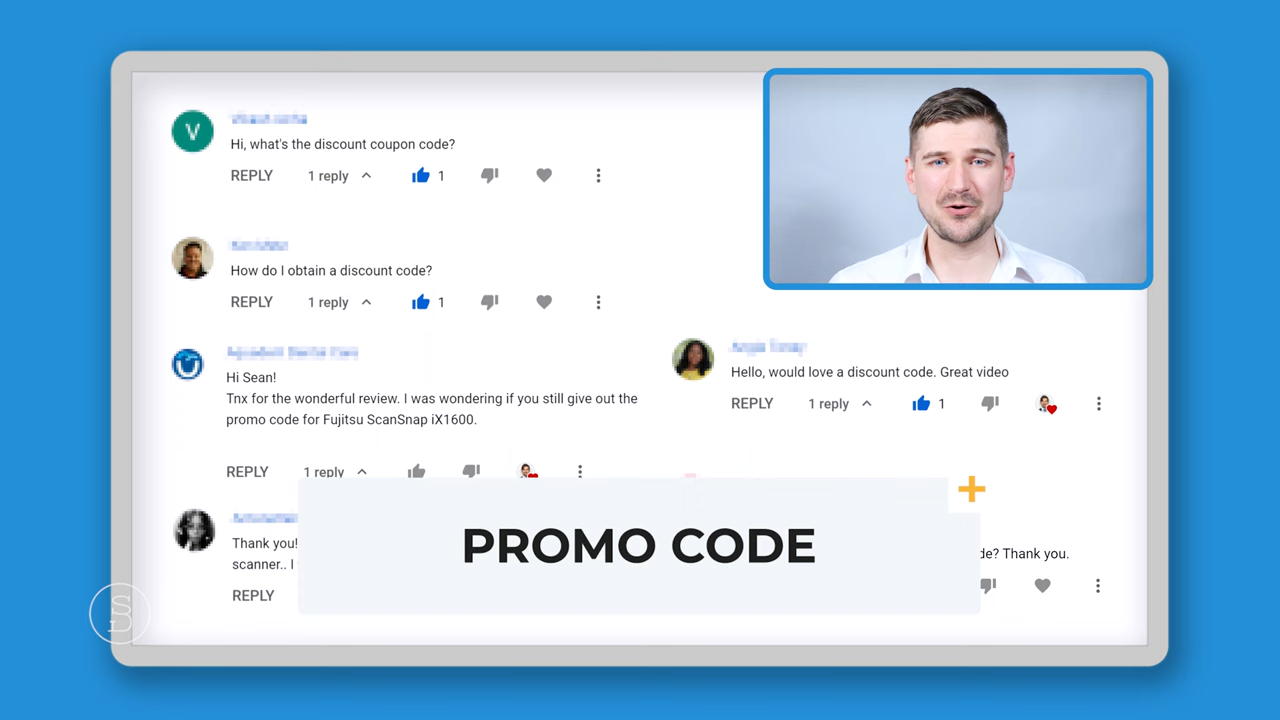 V
Hi, what's the discount coupon code?
REPLY 1 reply 1
How do I obtain a discount code?
REPLY 1 reply 1
Hi Sean!
Tnx for the wonderful review. I was wondering if you still give out the
promo code for Fujitsu ScanSnap iX1600.
REPLY 1 reply
Hello, would love a discount code. Great video
REPLY 1 reply 1
Thank you!
scanner.. I
REPLY
PROMO CODE
de? Thank you.
SD